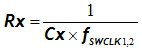 Rx = 1 / (Cx × fSWCLK1,2)